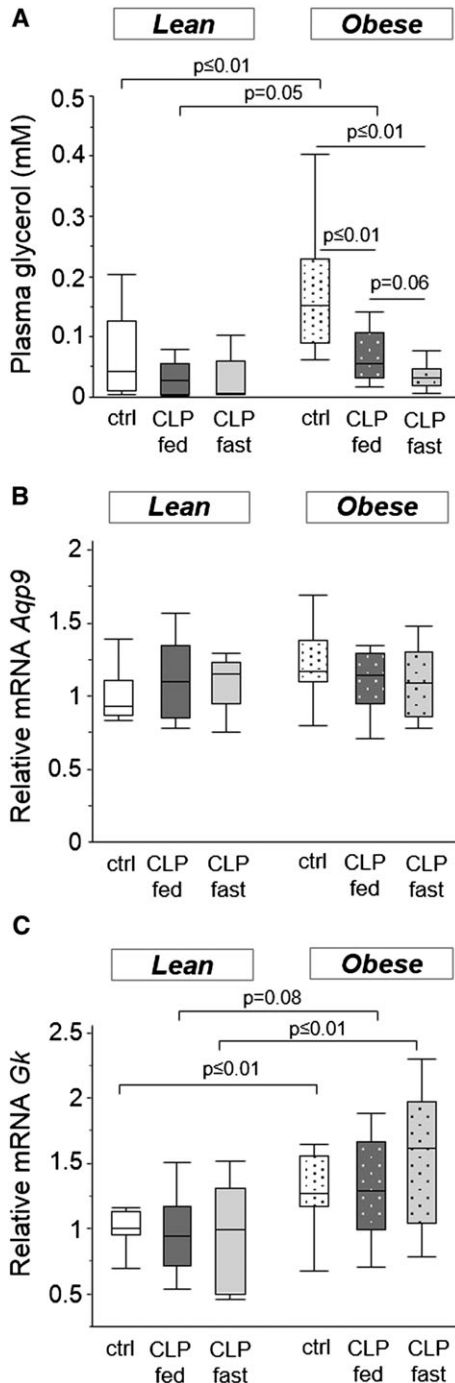 A
Lean Obese
p≤0.01
p=0.05
p≤0.01
p≤0.01
p=0.06
Plasma glycerol (mM)
0.5
0.4
0.3
0.2
0.1
0
ctrl CLP fed CLP fast ctrl CLP fed CLP fast
B
Lean Obese
Relative mRNA Aqp9
2
1.5
1
0.5
0
ctrl CLP fed CLP fast ctrl CLP fed CLP fast
C
Lean Obese
p=0.08
p≤0.01
p≤0.01
Relative mRNA Gk
2.5
2
1.5
1
0.5
ctrl CLP fed CLP fast ctrl CLP fed CLP fast